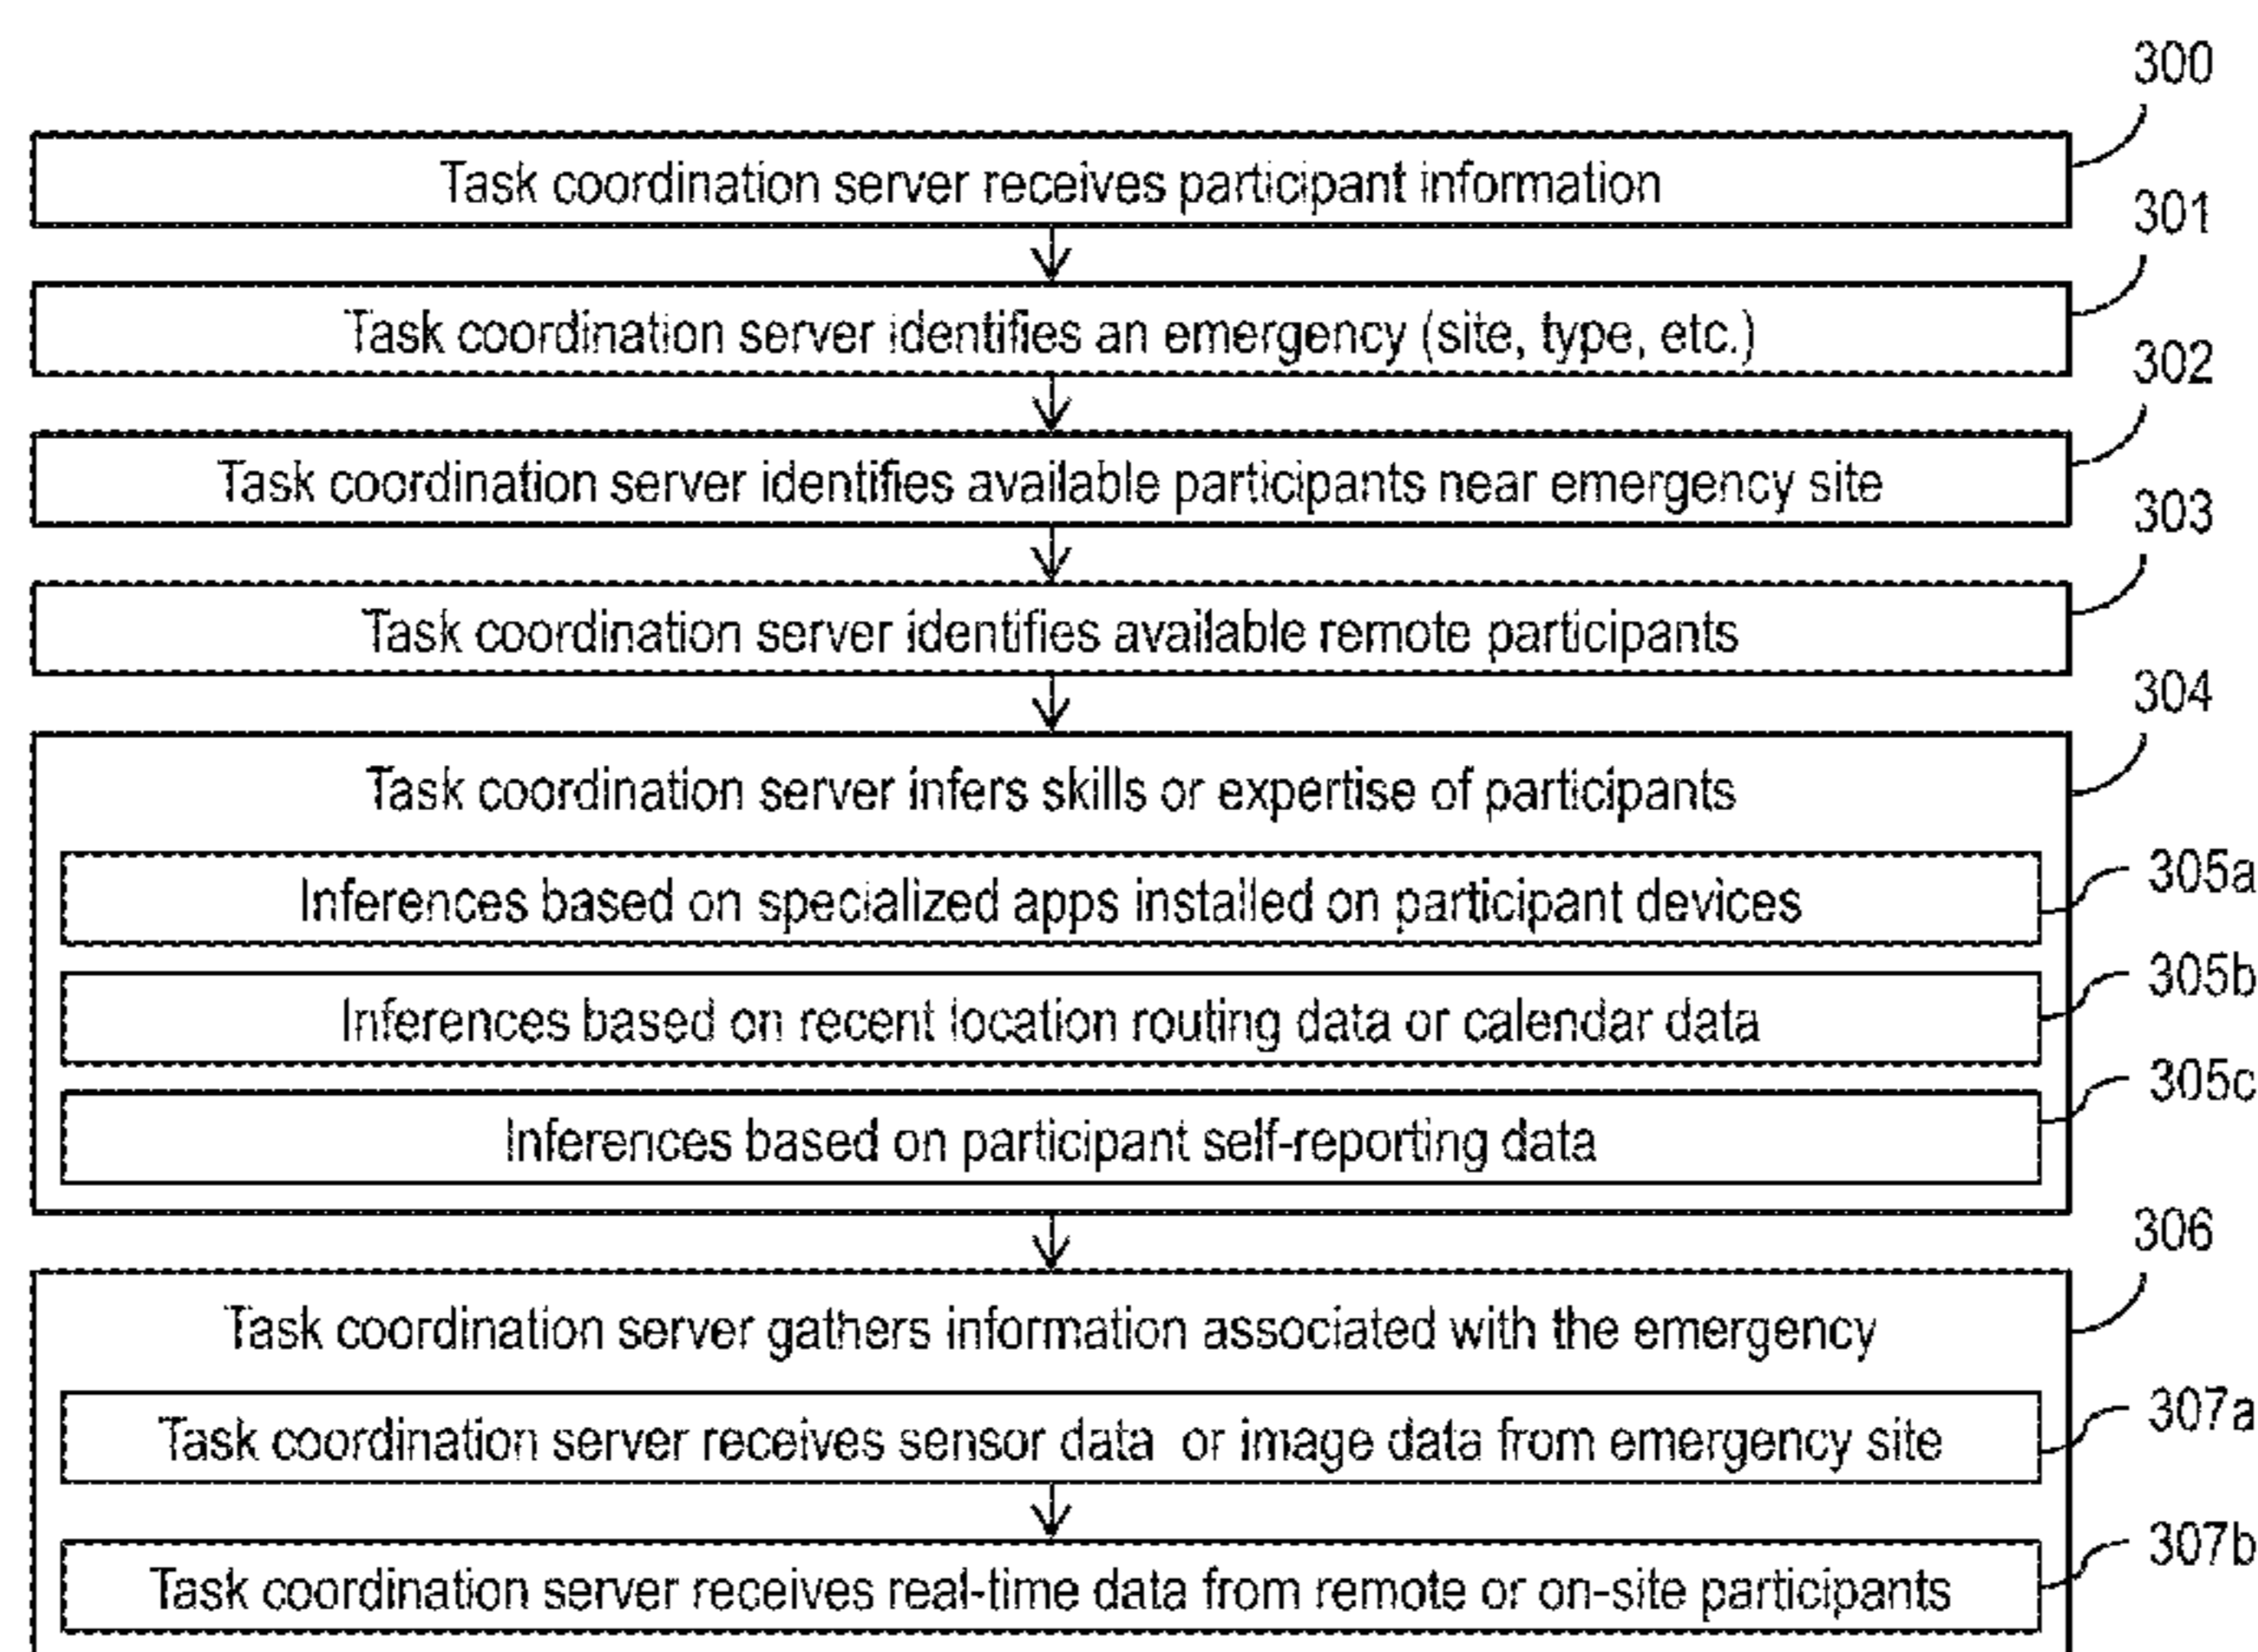 300
Task coordination server receives participant information
301
Task coordination server identifies an emergency (site, type, etc.)
302
Task coordination server identifies available participants near emergency site
303
Task coordination server identifies available remote participants
304
Task coordination server infers skills or expertise of participants
305a
Inferences based on specialized apps installed on participant devices
305b
Inferences based on recent location routing data or calendar data
305c
Inferences based on participant self-reporting data
306
Task coordination server gathers information associated with the emergency
307a
Task coordination server receives sensor data or image data from emergency site
307b
Task coordination server receives real-time data from remote or on-site participants